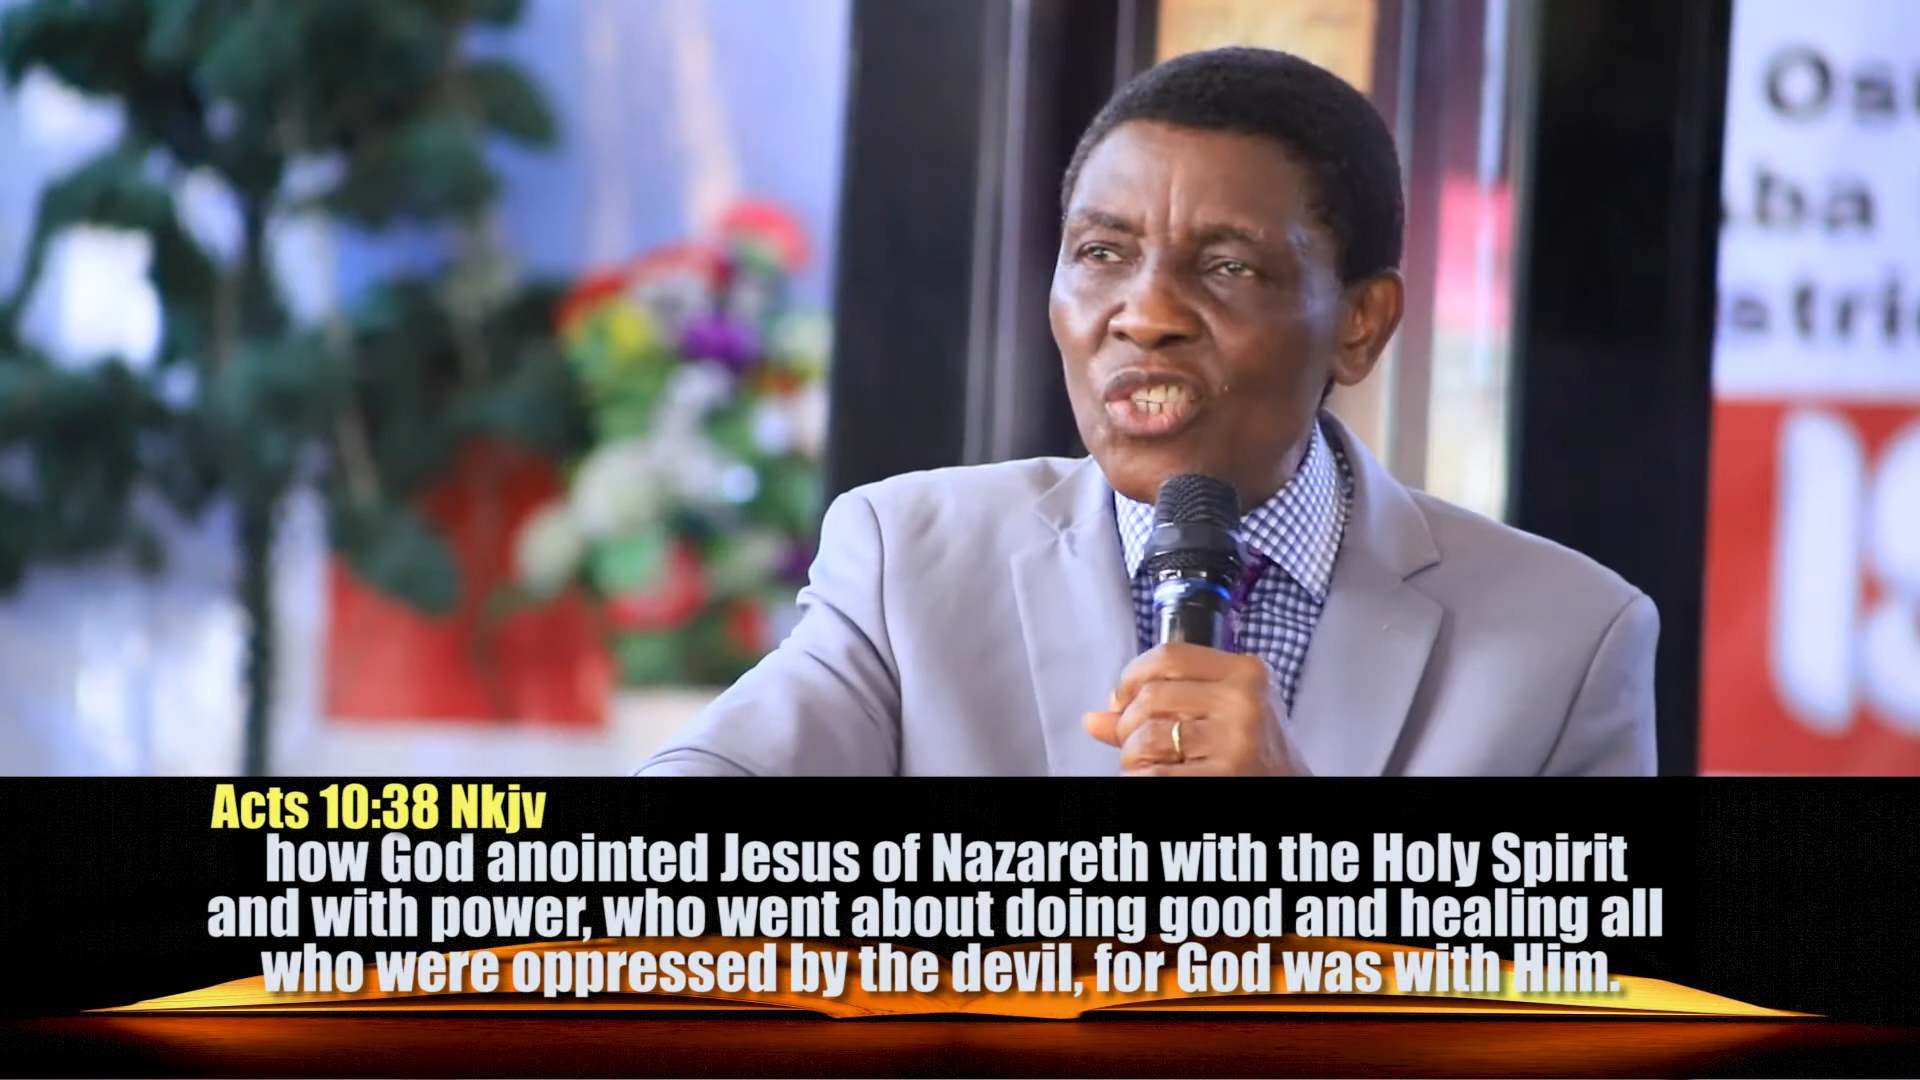 Acts 10:38 Nkjv
how God anointed Jesus of Nazareth with the Holy Spirit
and with power, who went about doing good and healing all
who were oppressed by the devil, for God was with Him.